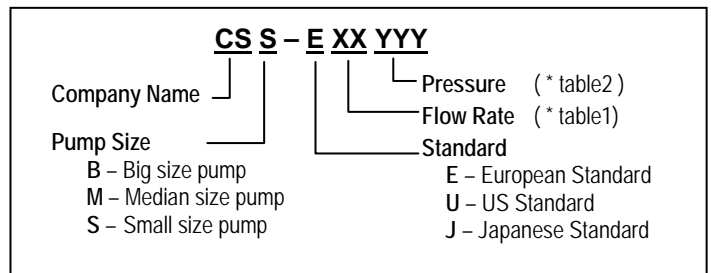 CS S – E XX YYY
Company Name
Pressure ( * table2 )
Flow Rate ( * table1)
Pump Size
B – Big size pump
M – Median size pump
S – Small size pump
Standard
E – European Standard
U – US Standard
J – Japanese Standard